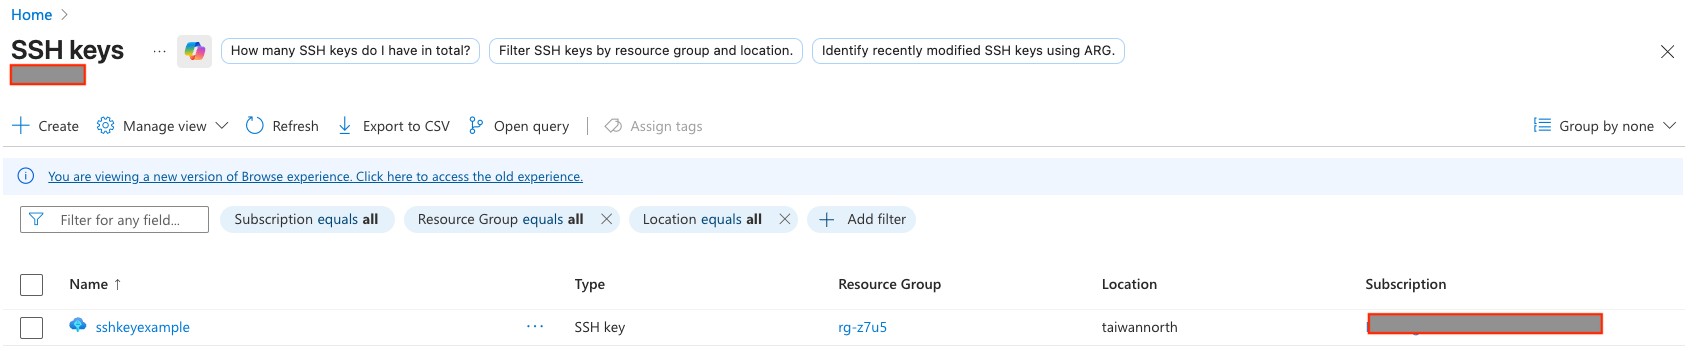 Home
SSH keys ... How many SSH keys do I have in total? Filter SSH keys by resource group and location. Identify recently modified SSH keys using ARG.
Create Manage view Refresh Export to CSV Open query Assign tags Group by none
You are viewing a new version of Browse experience. Click here to access the old experience.
Filter for any field... Subscription equals all Resource Group equals all Location equals all Add filter
Name ↑ Type Resource Group Location Subscription
sshkeyexample ... SSH key rg-z7u5 taiwannorth